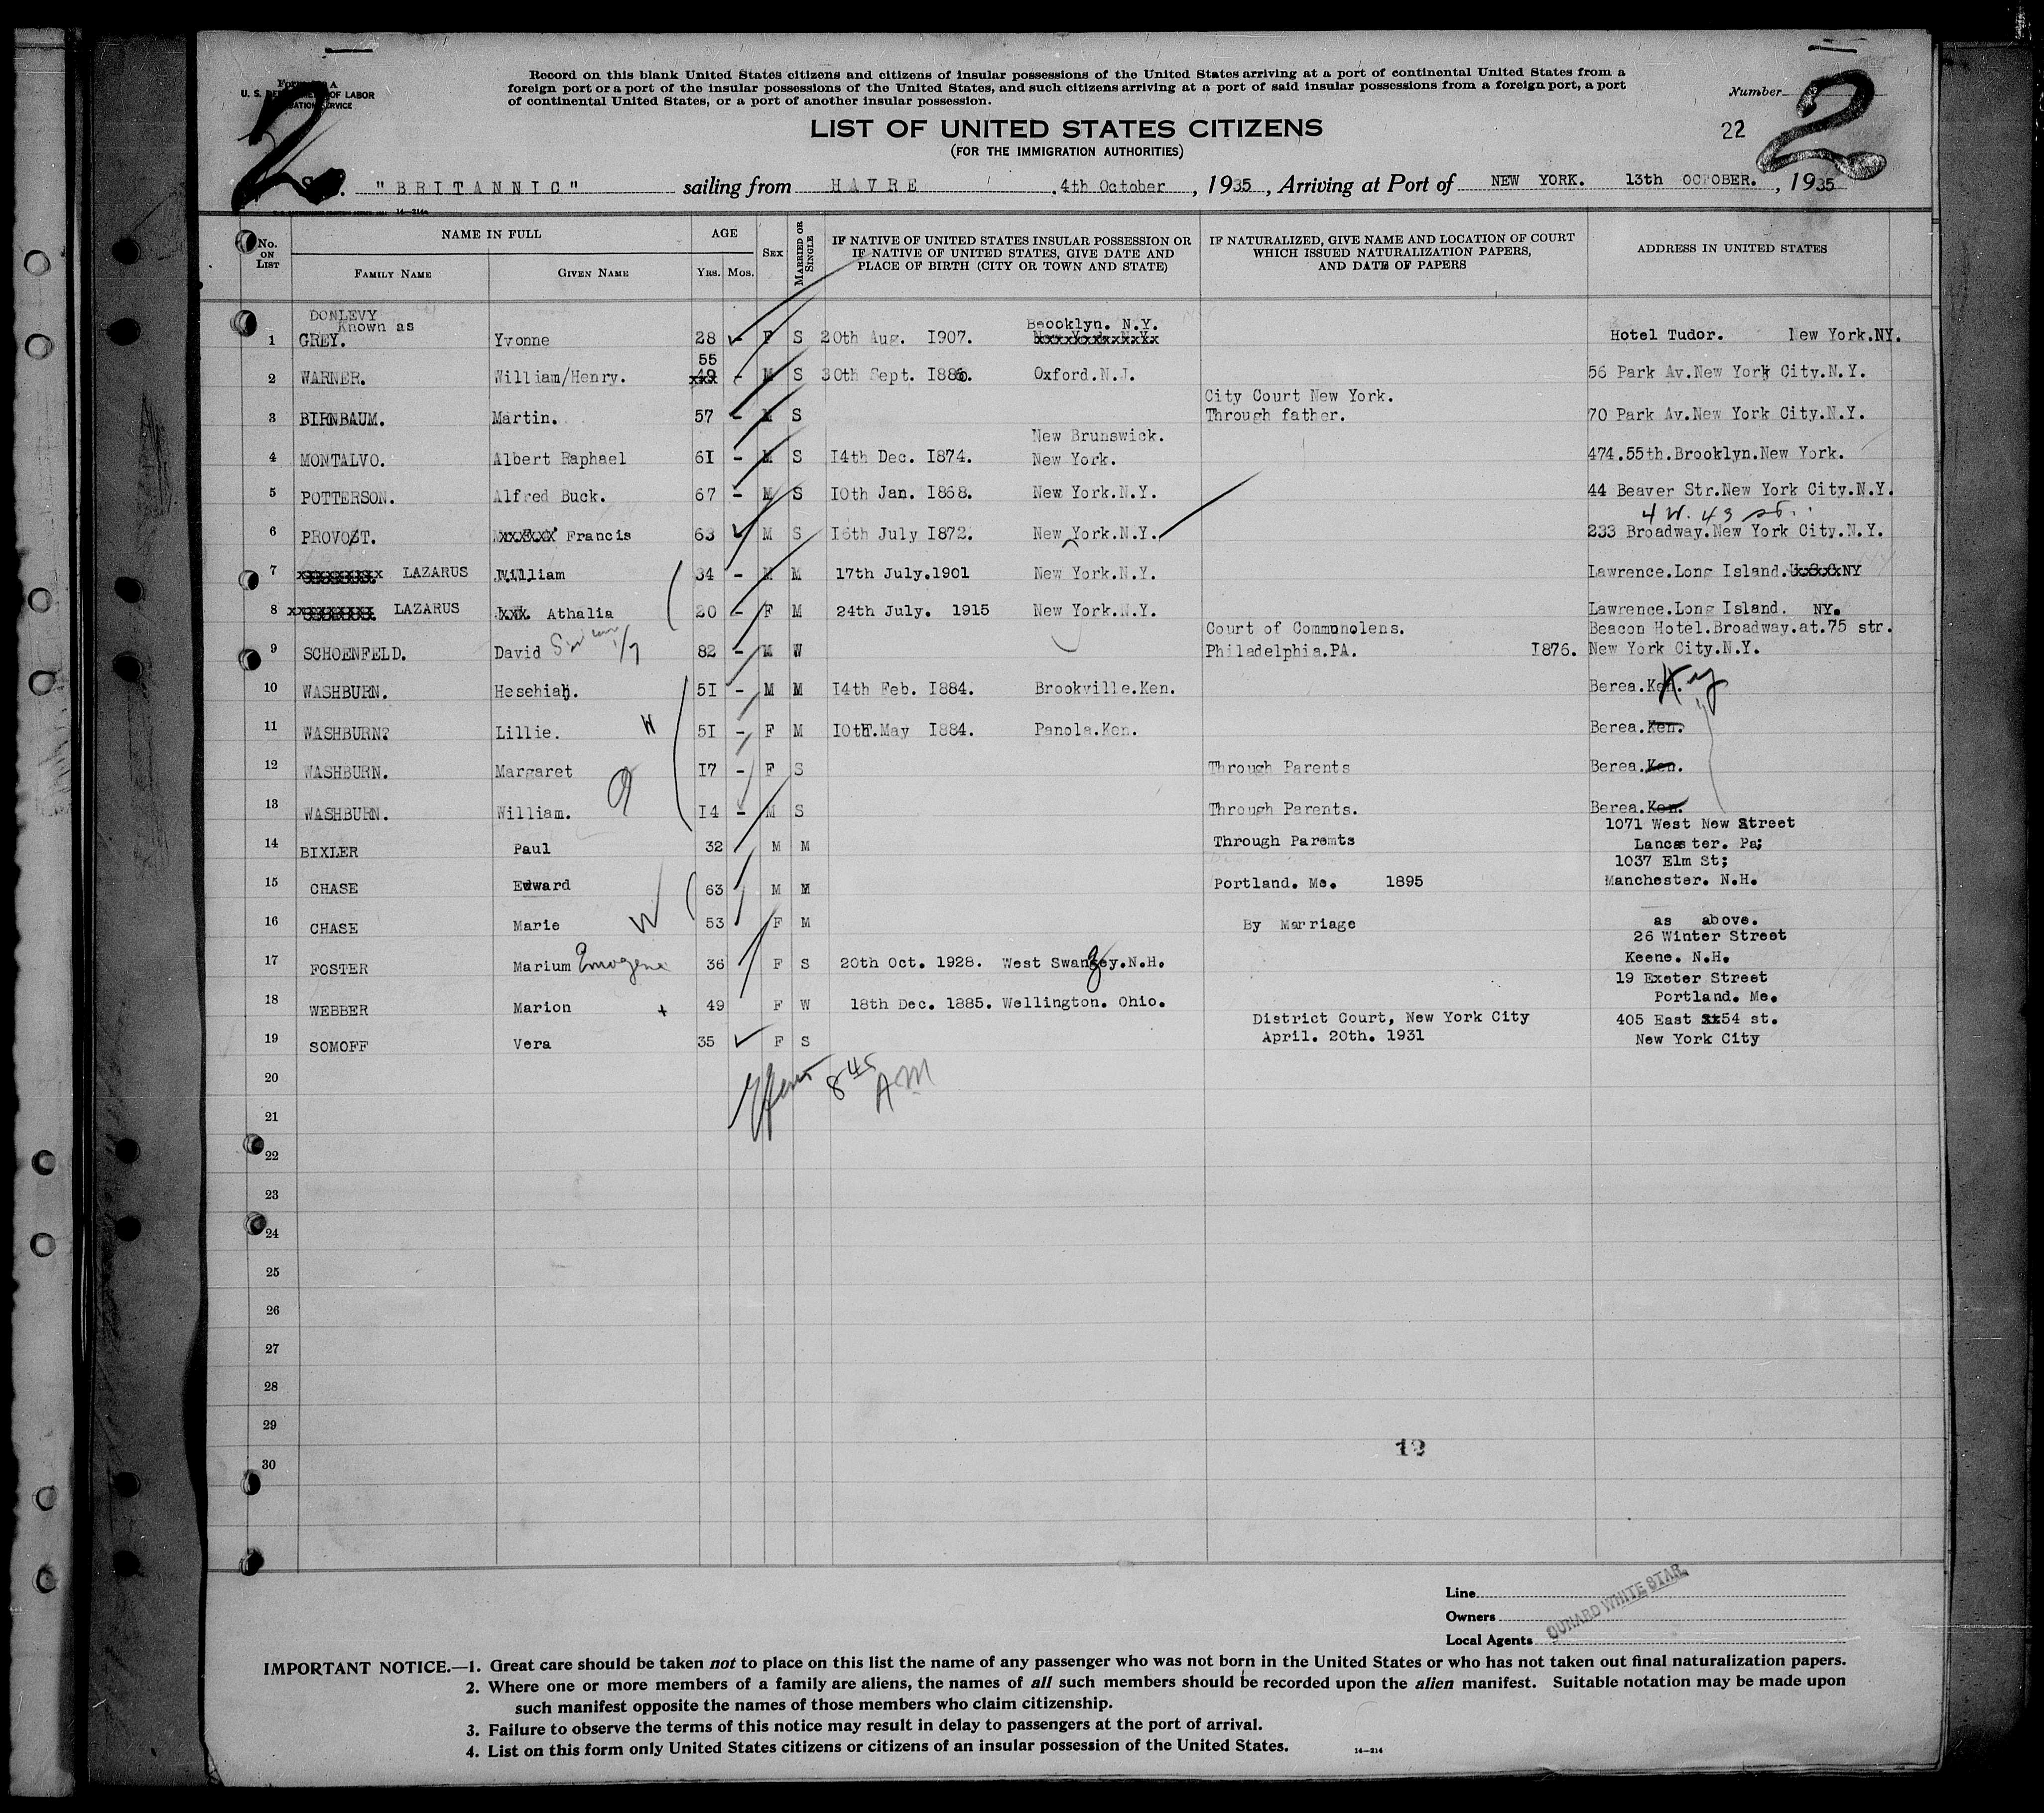 Record on this blank United States citizens and citizens of insular possessions of the United States arriving at a port of continental United States from a
foreign port or a port of the insular possessions of the United States, and such citizens arriving at a port of said insular possessions from a foreign port, a port
of continental United States, or a port of another insular possession.
U. S. DEPARTMENT OF LABOR
Number
2
2
22
LIST OF UNITED STATES CITIZENS
(FOR THE IMMIGRATION AUTHORITIES)
"BRITANNIC" sailing from HAVRE 4th October, 1935, Arriving at Port of NEW YORK. 13th OCTOBER., 1935
No. ON LIST
NAME IN FULL
FAMILY NAME GIVEN NAME
AGE
YRS. MOS.
SEX
MARRIED OR SINGLE
IF NATIVE OF UNITED STATES INSULAR POSSESSION OR
IF NATIVE OF UNITED STATES, GIVE DATE AND
PLACE OF BIRTH (CITY OR TOWN AND STATE)
IF NATURALIZED, GIVE NAME AND LOCATION OF COURT
WHICH ISSUED NATURALIZATION PAPERS,
AND DATE OF PAPERS
ADDRESS IN UNITED STATES
DONLEVY
Known as Brooklyn. N.Y.
1 GREY. Yvonne 28 F S 20th Aug. 1907. Hotel Tudor. New York.NY.
55
2 WARNER. William/Henry. 49 - M S 30th Sept. 1886. Oxford.N.J. 56 Park Av.New York City.N.Y.
City Court New York.
3 BIRNBAUM. Martin. 57 - M S Through father. 70 Park Av.New York City.N.Y.
New Brunswick.
4 MONTALVO. Albert Raphael 61 - M S 14th Dec. 1874. New York. 474.55th.Brooklyn.New York.
5 POTTERSON. Alfred Buck. 67 - M S 10th Jan. 1868. New York.N.Y. 44 Beaver Str.New York City.N.Y.
4 W. 43 st.
6 PROVOST. Francis 63 M S 16th July 1872. New York.N.Y. 233 Broadway.New York City.N.Y.
7 LAZARUS William 34 - M M 17th July.1901 New York.N.Y. Lawrence.Long Island. NY
8 LAZARUS Athalia 20 - F M 24th July. 1915 New York.N.Y. Lawrence.Long Island. NY.
Court of Communolens. Beacon Hotel.Broadway.at.75 str.
9 SCHOENFELD. David 82 - M W Philadelphia.PA. 1876. New York City.N.Y.
10 WASHBURN. Hesehiah. 51 - M M 14th Feb. 1884. Brookville.Ken. Berea.Ken. Ky
11 WASHBURN? Lillie. 51 - F M 10th.May 1884. Panola.Ken. Berea.Ken.
12 WASHBURN. Margaret 17 - F S Through Parents Berea.Ken.
13 WASHBURN. William. 14 - M S Through Parents. Berea.Ken.
1071 West New Street
14 BIXLER Paul 32 M M Through Paremts Lancaster. Pa;
1037 Elm St;
15 CHASE Edward 63 M M Portland. Me. 1895 Manchester. N.H.
16 CHASE Marie 53 F M By Marriage as above.
26 Winter Street
17 FOSTER Marium Emogene 36 F S 20th Oct. 1928. West Swanzey.N.H. Keene. N.H.
19 Exeter Street
18 WEBBER Marion 49 F W 18th Dec. 1885. Wellington. Ohio. Portland. Me.
District Court, New York City 405 East 54 st.
19 SOMOFF Vera 35 F S April. 20th. 1931 New York City
20
8 45 AM
21
22
23
24
25
26
27
28
29
12
30
Line
Owners
Local Agents
CUNARD WHITE STAR.
IMPORTANT NOTICE.—1. Great care should be taken not to place on this list the name of any passenger who was not born in the United States or who has not taken out final naturalization papers.
2. Where one or more members of a family are aliens, the names of all such members should be recorded upon the alien manifest. Suitable notation may be made upon
such manifest opposite the names of those members who claim citizenship.
3. Failure to observe the terms of this notice may result in delay to passengers at the port of arrival.
4. List on this form only United States citizens or citizens of an insular possession of the United States.
14—214